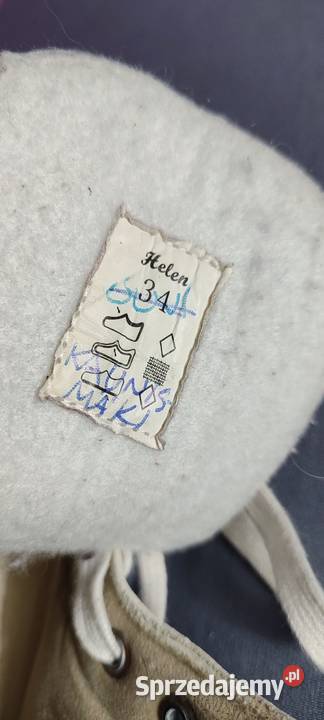 Helen
34
KAUNIS-
MÄKI
Sprzedajemy.pl